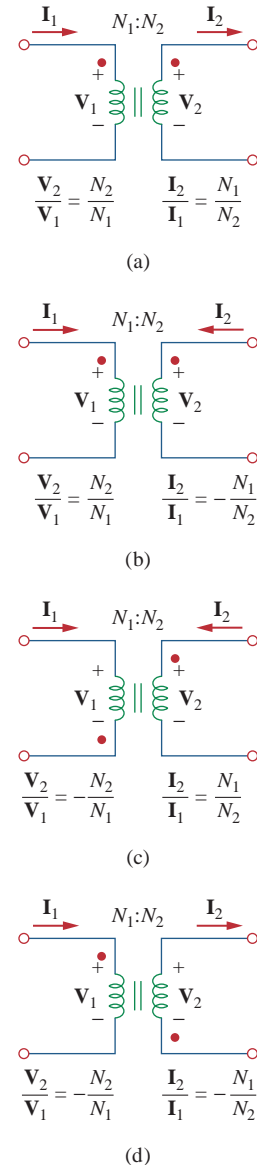 I₁ N₁:N₂ I₂
+ +
V₁ V₂
− −
V₂/V₁ = N₂/N₁ I₂/I₁ = N₁/N₂
(a)
I₁ N₁:N₂ I₂
+ +
V₁ V₂
− −
V₂/V₁ = N₂/N₁ I₂/I₁ = −N₁/N₂
(b)
I₁ N₁:N₂ I₂
+ +
V₁ V₂
− −
V₂/V₁ = −N₂/N₁ I₂/I₁ = N₁/N₂
(c)
I₁ N₁:N₂ I₂
+ +
V₁ V₂
− −
V₂/V₁ = −N₂/N₁ I₂/I₁ = −N₁/N₂
(d)